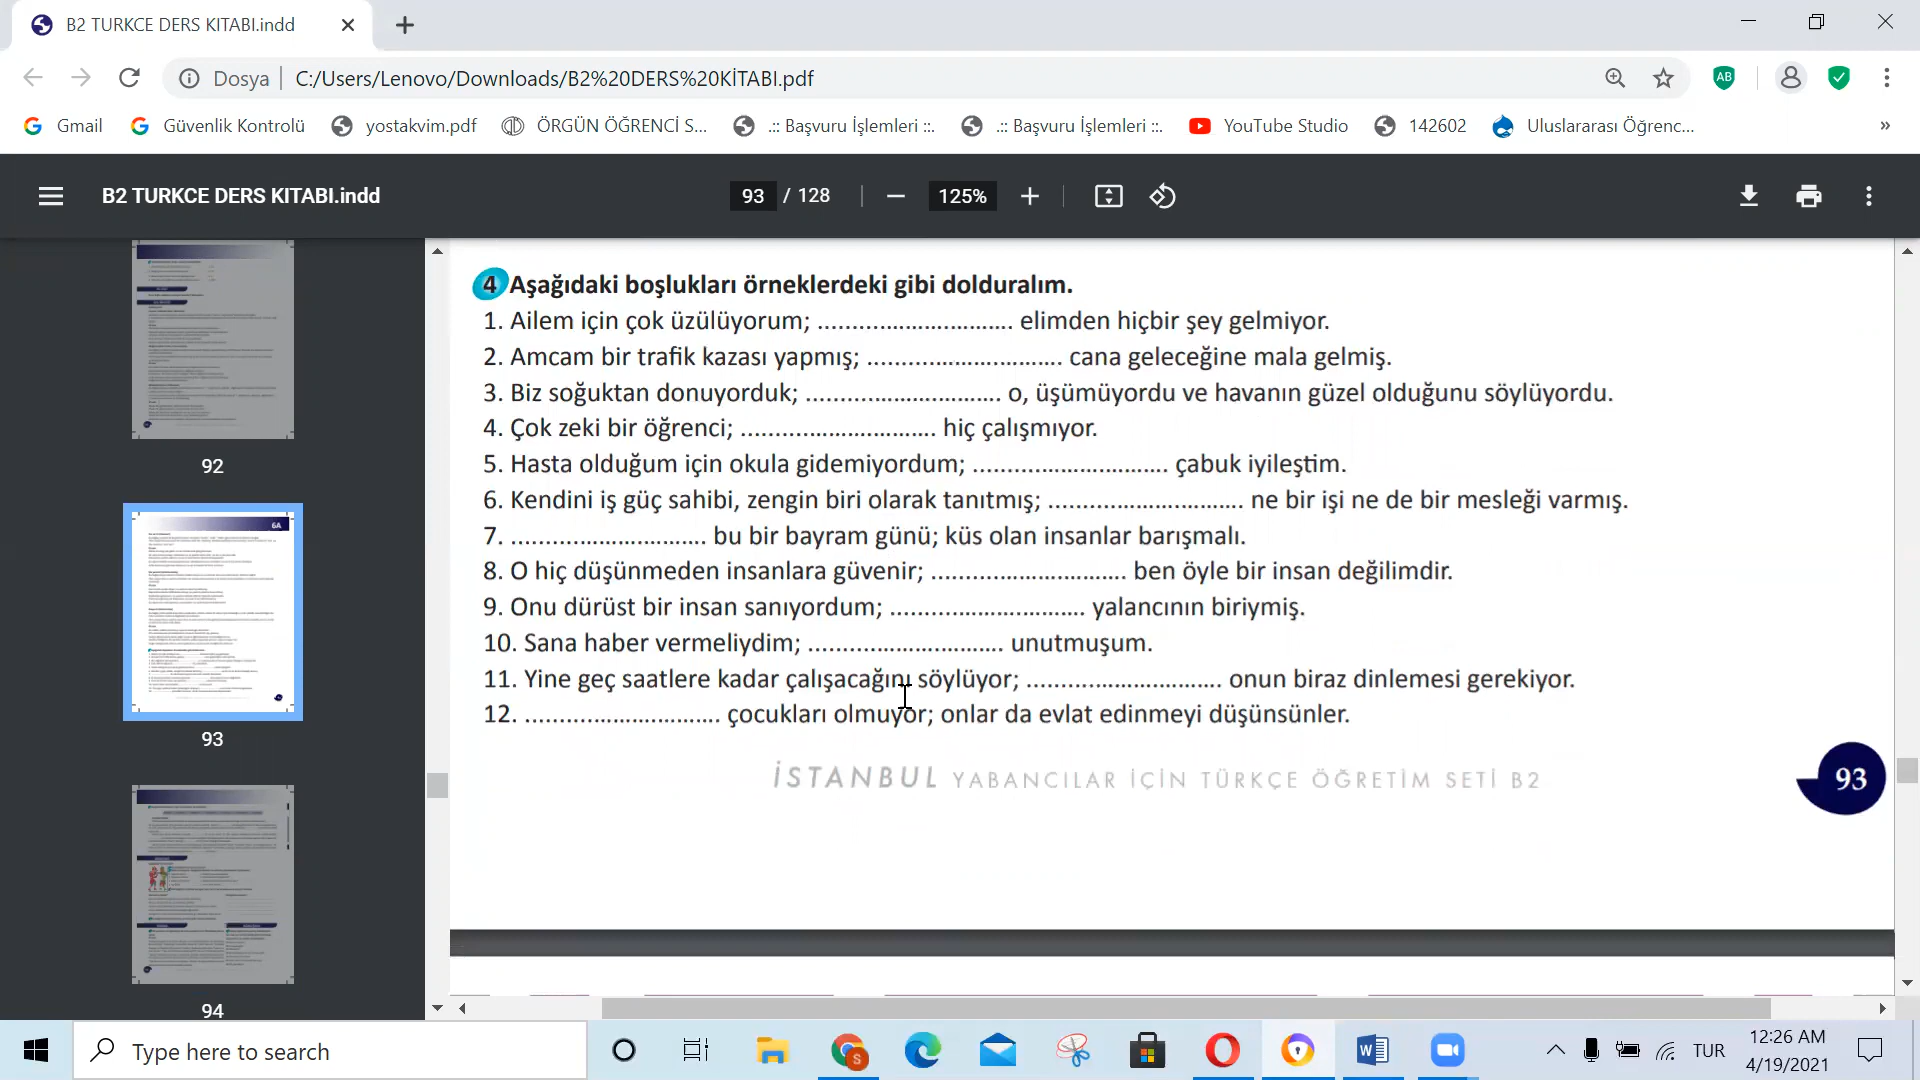 B2 TURKCE DERS KITABI.indd
Dosya C:/Users/Lenovo/Downloads/B2%20DERS%20KİTABI.pdf
AB
Gmail Güvenlik Kontrolü yostakvim.pdf ÖRGÜN ÖĞRENCİ S... .:: Başvuru İşlemleri ::. .:: Başvuru İşlemleri ::. YouTube Studio 142602 Uluslararası Öğrenc... »
B2 TURKCE DERS KITABI.indd 93 / 128 125%
92
6A
93
94
4 Aşağıdaki boşlukları örneklerdeki gibi dolduralım.
1. Ailem için çok üzülüyorum; .............................. elimden hiçbir şey gelmiyor.
2. Amcam bir trafik kazası yapmış; .............................. cana geleceğine mala gelmiş.
3. Biz soğuktan donuyorduk; .............................. o, üşümüyordu ve havanın güzel olduğunu söylüyordu.
4. Çok zeki bir öğrenci; .............................. hiç çalışmıyor.
5. Hasta olduğum için okula gidemiyordum; .............................. çabuk iyileştim.
6. Kendini iş güç sahibi, zengin biri olarak tanıtmış; .............................. ne bir işi ne de bir mesleği varmış.
7. .............................. bu bir bayram günü; küs olan insanlar barışmalı.
8. O hiç düşünmeden insanlara güvenir; .............................. ben öyle bir insan değilimdir.
9. Onu dürüst bir insan sanıyordum; .............................. yalancının biriymiş.
10. Sana haber vermeliydim; .............................. unutmuşum.
11. Yine geç saatlere kadar çalışacağını söylüyor; .............................. onun biraz dinlemesi gerekiyor.
12. .............................. çocukları olmuyor; onlar da evlat edinmeyi düşünsünler.
İSTANBUL YABANCILAR İÇİN TÜRKÇE ÖĞRETİM SETİ B2
93
Type here to search
S
TUR
12:26 AM
4/19/2021